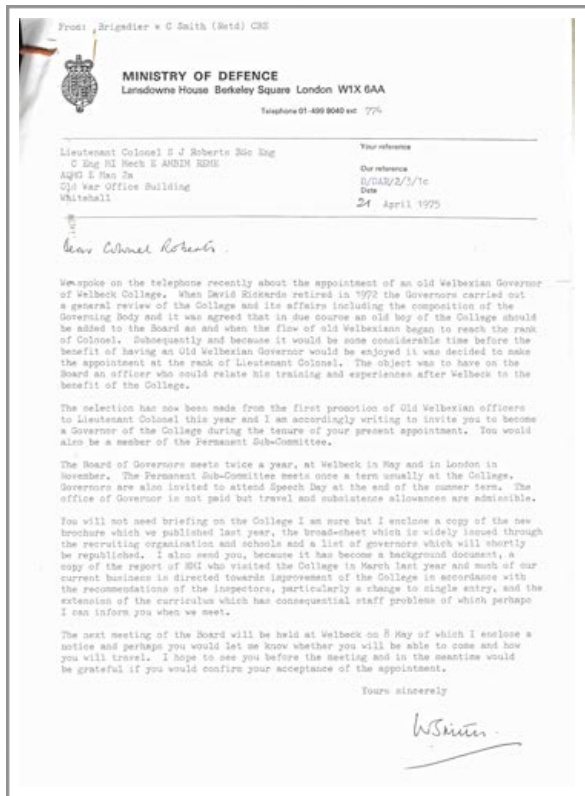 From: Brigadier W C Smith (Retd) CBE
MINISTRY OF DEFENCE
Lansdowne House Berkeley Square London W1X 6AA
Telephone 01-499 8040 ext 774
Lieutenant Colonel S J Roberts BSc Eng
C Eng MI Mech E AMBIM REME
AQMG E Man 2a
Old War Office Building
Whitehall
Your reference
Our reference
D/DAE/2/3/1c
Date
21 April 1975
Dear Colonel Roberts.
We spoke on the telephone recently about the appointment of an old Welbexian Governor
of Welbeck College. When David Rickards retired in 1972 the Governors carried out
a general review of the College and its affairs including the composition of the
Governing Body and it was agreed that in due course an old boy of the College should
be added to the Board as and when the flow of old Welbexians began to reach the rank
of Colonel. Subsequently and because it would be some considerable time before the
benefit of having an Old Welbexian Governor would be enjoyed it was decided to make
the appointment at the rank of Lieutenant Colonel. The object was to have on the
Board an officer who could relate his training and experiences after Welbeck to the
benefit of the College.
The selection has now been made from the first promotion of Old Welbexian officers
to Lieutenant Colonel this year and I am accordingly writing to invite you to become
a Governor of the College during the tenure of your present appointment. You would
also be a member of the Permanent Sub-Committee.
The Board of Governors meets twice a year, at Welbeck in May and in London in
November. The Permanent Sub-Committee meets once a term usually at the College.
Governors are also invited to attend Speech Day at the end of the summer term. The
office of Governor is not paid but travel and subsistence allowances are admissible.
You will not need briefing on the College I am sure but I enclose a copy of the new
brochure which we published last year, the broad-sheet which is widely issued through
the recruiting organisation and schools and a list of governors which will shortly
be republished. I also send you, because it has become a background document, a
copy of the report of HMI who visited the College in March last year and much of our
current business is directed towards improvement of the College in accordance with
the recommendations of the inspectors, particularly a change to single entry, and the
extension of the curriculum which has consequential staff problems of which perhaps
I can inform you when we meet.
The next meeting of the Board will be held at Welbeck on 8 May of which I enclose a
notice and perhaps you would let me know whether you will be able to come and how
you will travel. I hope to see you before the meeting and in the meantime would
be grateful if you would confirm your acceptance of the appointment.
Yours sincerely